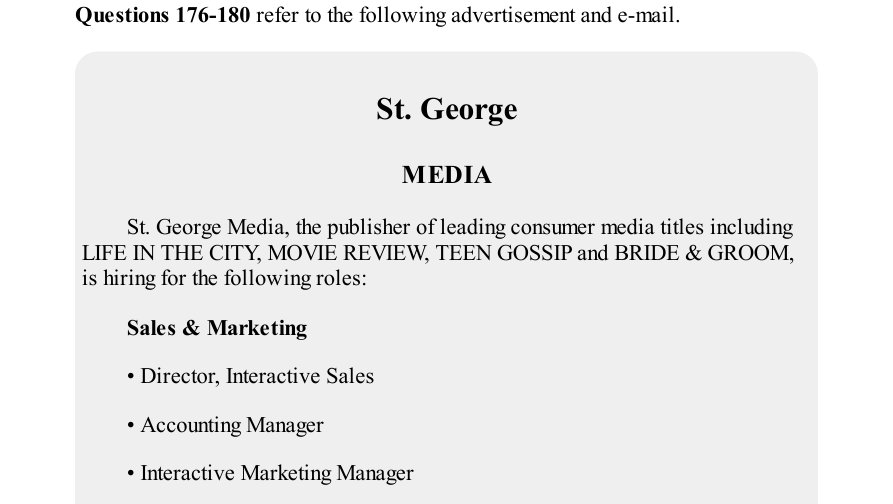 Questions 176-180 refer to the following advertisement and e-mail.
St. George
MEDIA
St. George Media, the publisher of leading consumer media titles including
LIFE IN THE CITY, MOVIE REVIEW, TEEN GOSSIP and BRIDE & GROOM,
is hiring for the following roles:
Sales & Marketing
• Director, Interactive Sales
• Accounting Manager
• Interactive Marketing Manager